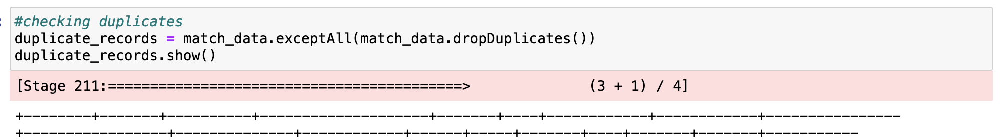 :
#checking duplicates
duplicate_records = match_data.exceptAll(match_data.dropDuplicates())
duplicate_records.show()
[Stage 211:==========================================>              (3 + 1) / 4]
+--------+-------+----------+--------------------+-------+----+------------+------------+----------------
+-----------------+--------------+------------+------+-----+-------+----+-------+-------+-----------